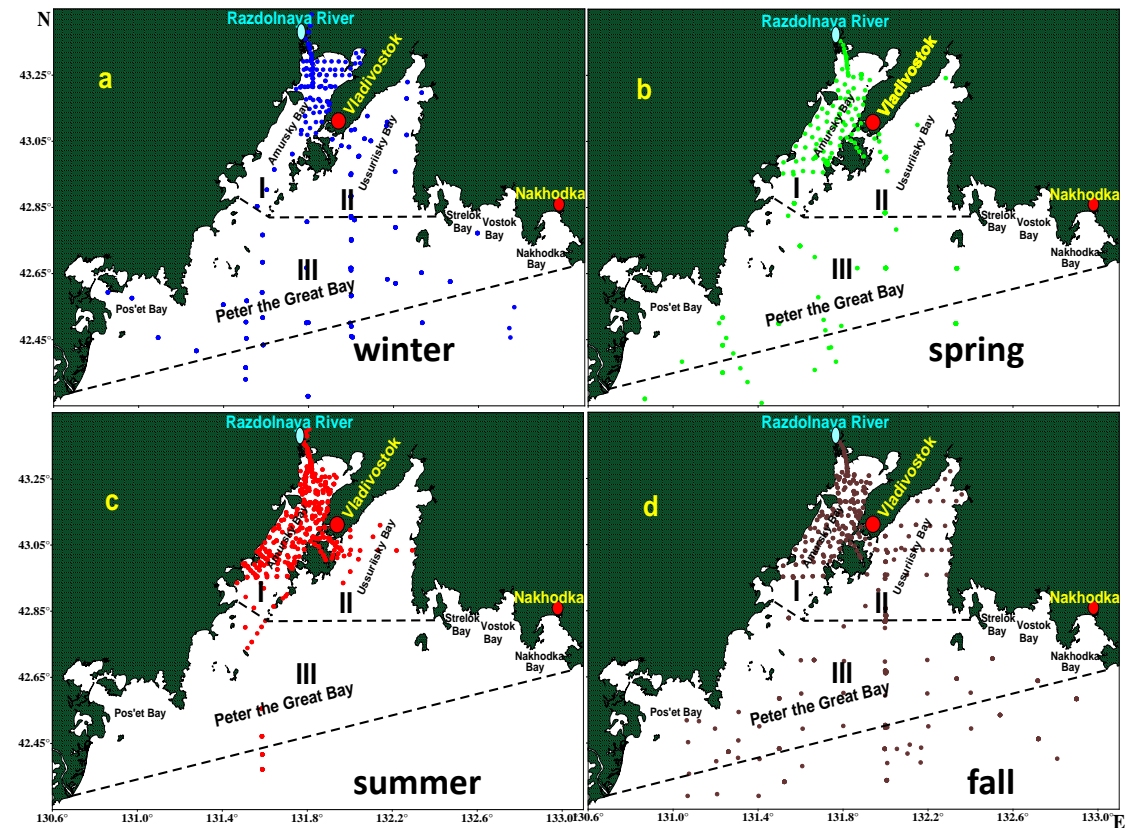 N
Razdolnaya River
43.25°
a
Vladivostok
43.05°
Amursky Bay
Ussuriisky Bay
I
II
42.85°
Nakhodka
Strelok
Bay
Vostok
Bay
Nakhodka
Bay
42.65°
III
Pos'et Bay
Peter the Great Bay
42.45°
winter
Razdolnaya River
b
Vladivostok
Amursky Bay
Ussuriisky Bay
I
II
Nakhodka
Strelok
Bay
Vostok
Bay
Nakhodka
Bay
III
Pos'et Bay
Peter the Great Bay
spring
Razdolnaya River
43.25°
c
Vladivostok
43.05°
Amursky Bay
Ussuriisky Bay
I
II
42.85°
Nakhodka
Strelok
Bay
Vostok
Bay
Nakhodka
Bay
42.65°
III
Pos'et Bay
Peter the Great Bay
42.45°
summer
130.6° 131.0° 131.4° 131.8° 132.2° 132.6° 133.0°
Razdolnaya River
d
Vladivostok
Amursky Bay
Ussuriisky Bay
I
II
Nakhodka
Strelok
Bay
Vostok
Bay
Nakhodka
Bay
III
Pos'et Bay
Peter the Great Bay
fall
130.6° 131.0° 131.4° 131.8° 132.2° 132.6° 133.0° E